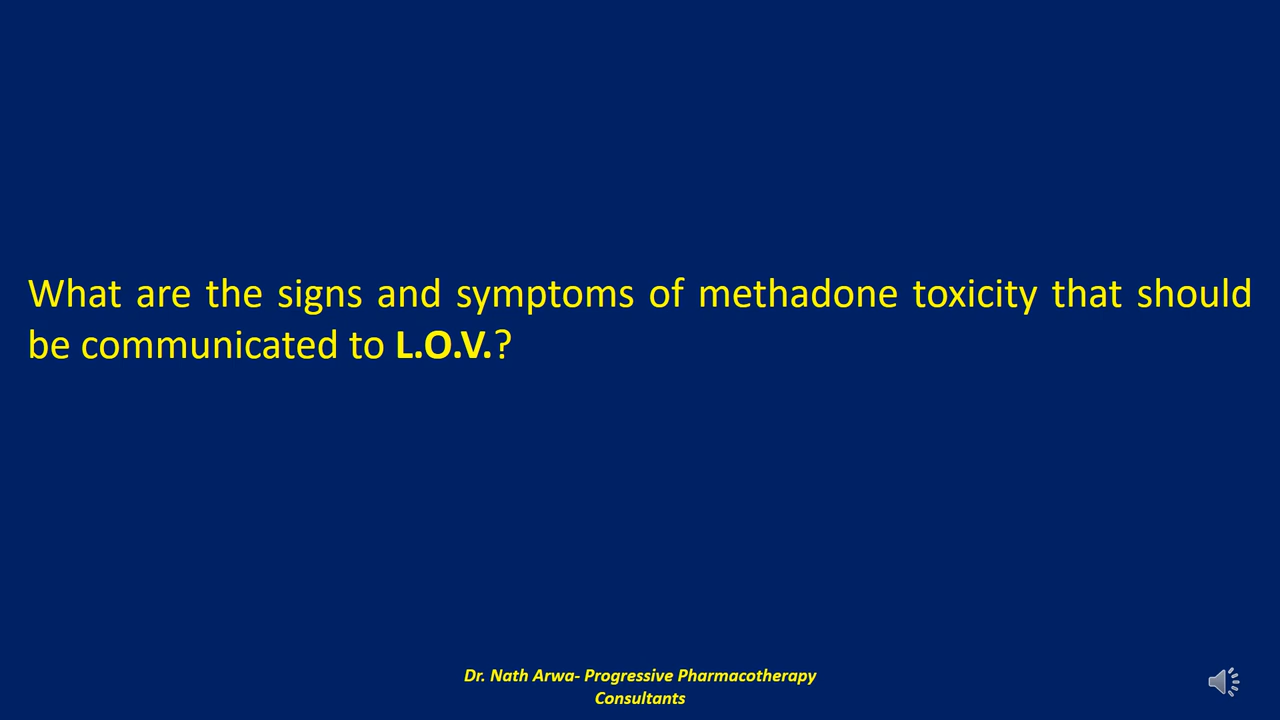 What are the signs and symptoms of methadone toxicity that should
be communicated to L.O.V.?
Dr. Nath Arwa- Progressive Pharmacotherapy
Consultants